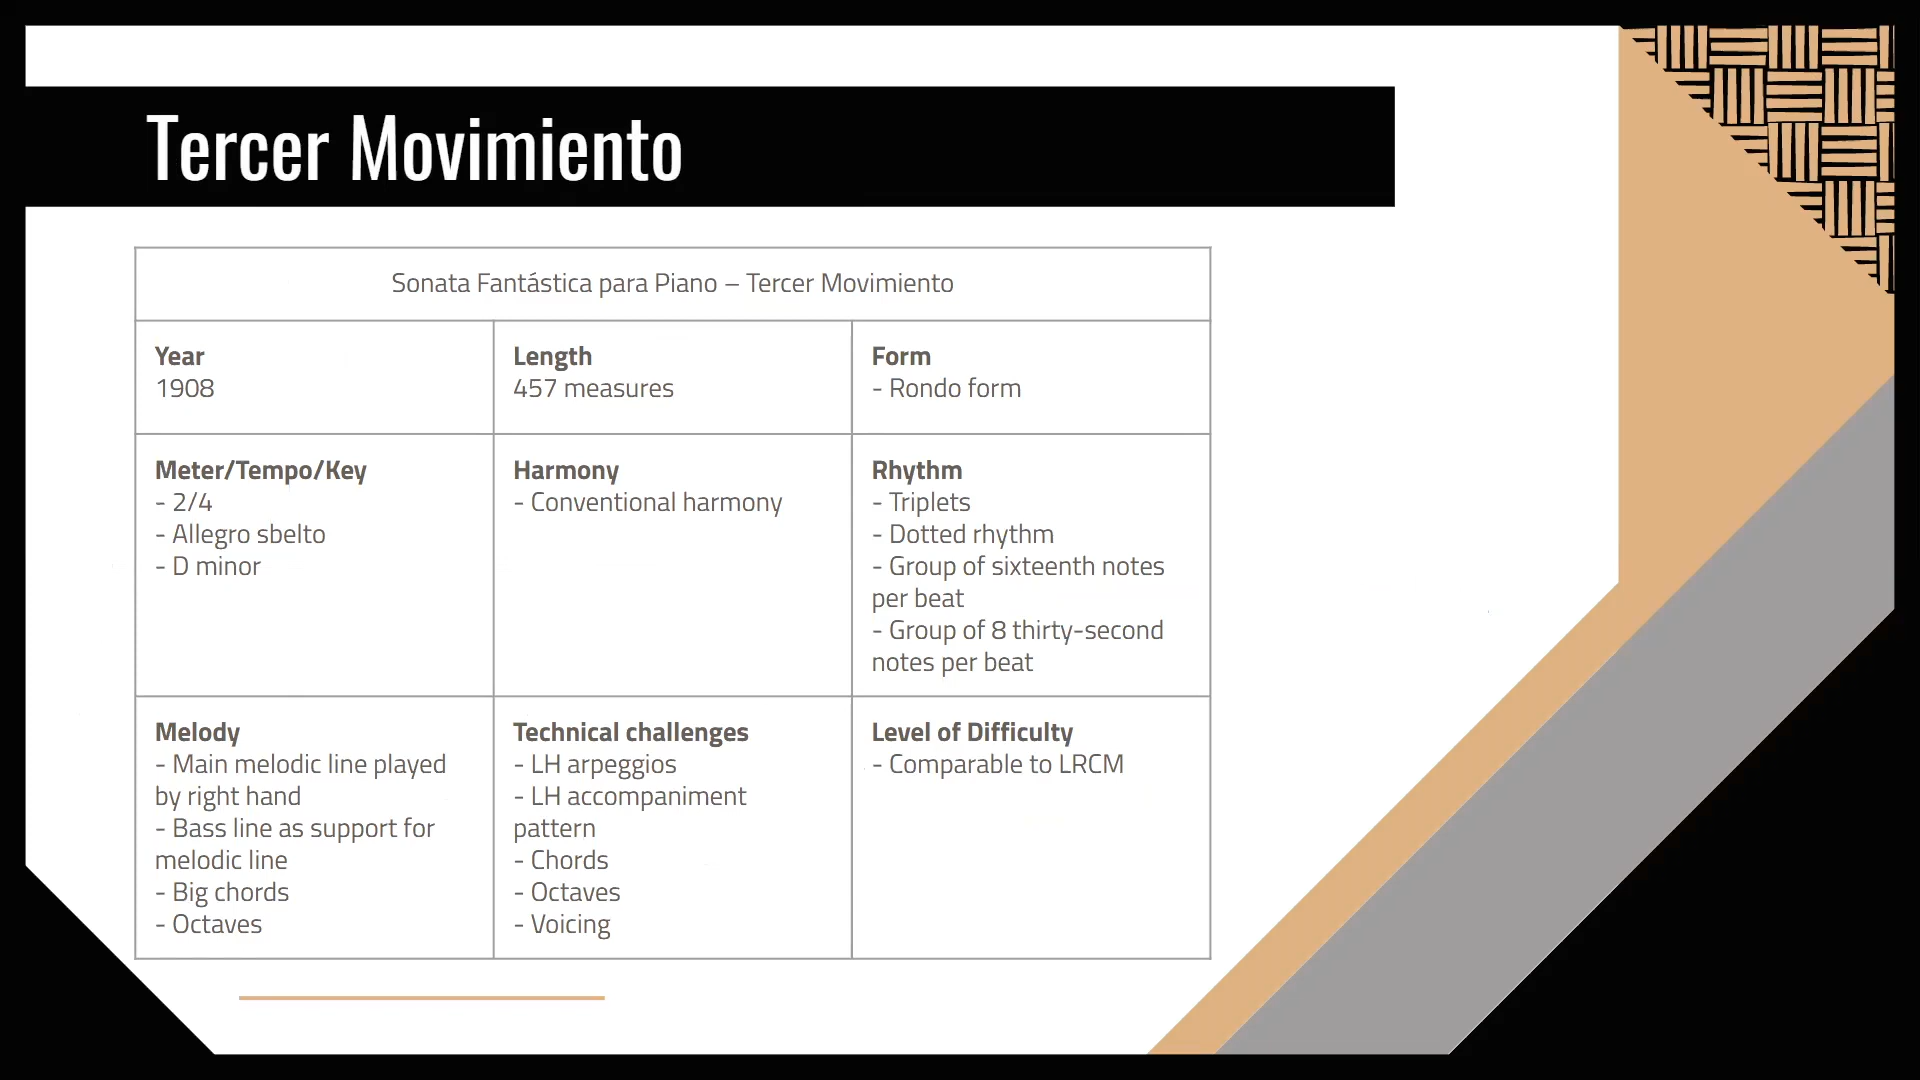 Tercer Movimiento
Sonata Fantástica para Piano – Tercer Movimiento
Year
1908
Length
457 measures
Form
- Rondo form
Meter/Tempo/Key
- 2/4
- Allegro sbelto
- D minor
Harmony
- Conventional harmony
Rhythm
- Triplets
- Dotted rhythm
- Group of sixteenth notes
per beat
- Group of 8 thirty-second
notes per beat
Melody
- Main melodic line played
by right hand
- Bass line as support for
melodic line
- Big chords
- Octaves
Technical challenges
- LH arpeggios
- LH accompaniment
pattern
- Chords
- Octaves
- Voicing
Level of Difficulty
- Comparable to LRCM